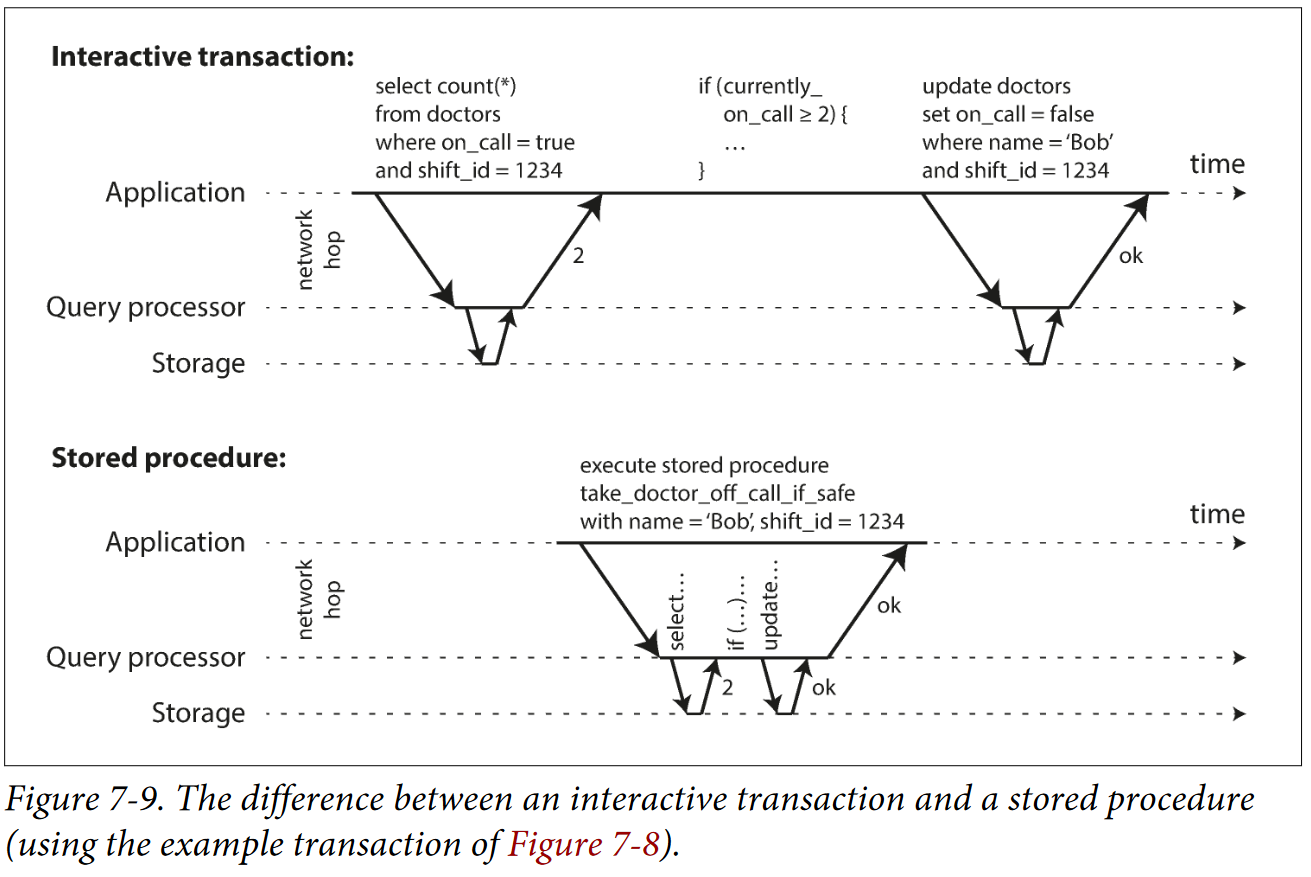 Interactive transaction:
select count(*)
from doctors
where on_call = true
and shift_id = 1234
if (currently_
on_call ≥ 2) {
…
}
update doctors
set on_call = false
where name = ‘Bob’
and shift_id = 1234
time
Application
network
hop
2
ok
Query processor
Storage
Stored procedure:
execute stored procedure
take_doctor_off_call_if_safe
with name = ‘Bob’, shift_id = 1234
time
Application
network
hop
select…
if (…)…
update…
ok
Query processor
2
ok
Storage
Figure 7-9. The difference between an interactive transaction and a stored procedure
(using the example transaction of Figure 7-8).